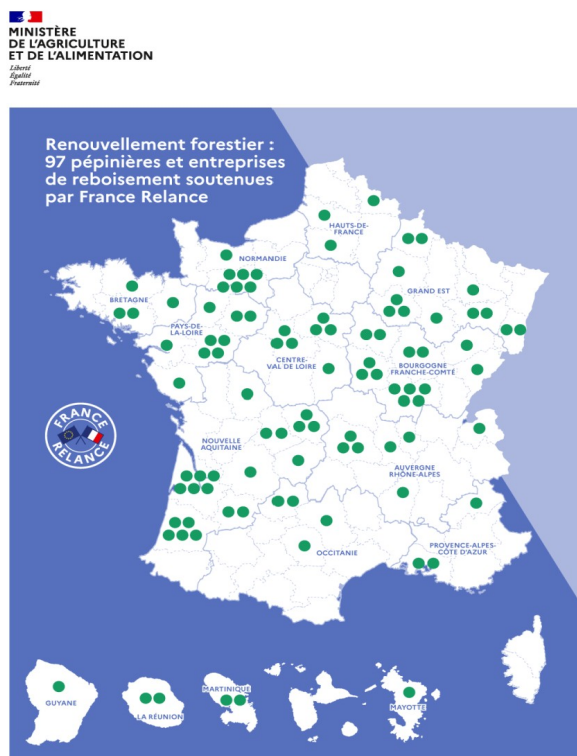 MINISTÈRE
DE L'AGRICULTURE
ET DE L'ALIMENTATION
Liberté
Égalité
Fraternité
Renouvellement forestier :
97 pépinières et entreprises
de reboisement soutenues
par France Relance
HAUTS-DE-
FRANCE
NORMANDIE
BRETAGNE
GRAND EST
PAYS-DE-
LA-LOIRE
CENTRE-
VAL DE LOIRE
BOURGOGNE
FRANCHE-COMTÉ
FRANCE
RELANCE
NOUVELLE
AQUITAINE
AUVERGNE
RHÔNE-ALPES
OCCITANIE
PROVENCE-ALPES-
CÔTE D'AZUR
GUYANE
LA RÉUNION
MARTINIQUE
MAYOTTE